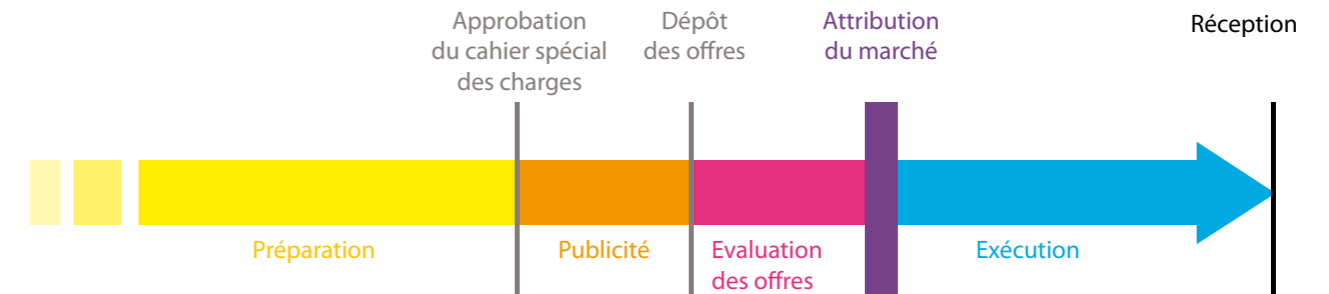 Approbation
du cahier spécial
des charges
Dépôt
des offres
Attribution
du marché
Réception
Préparation
Publicité
Evaluation
des offres
Exécution